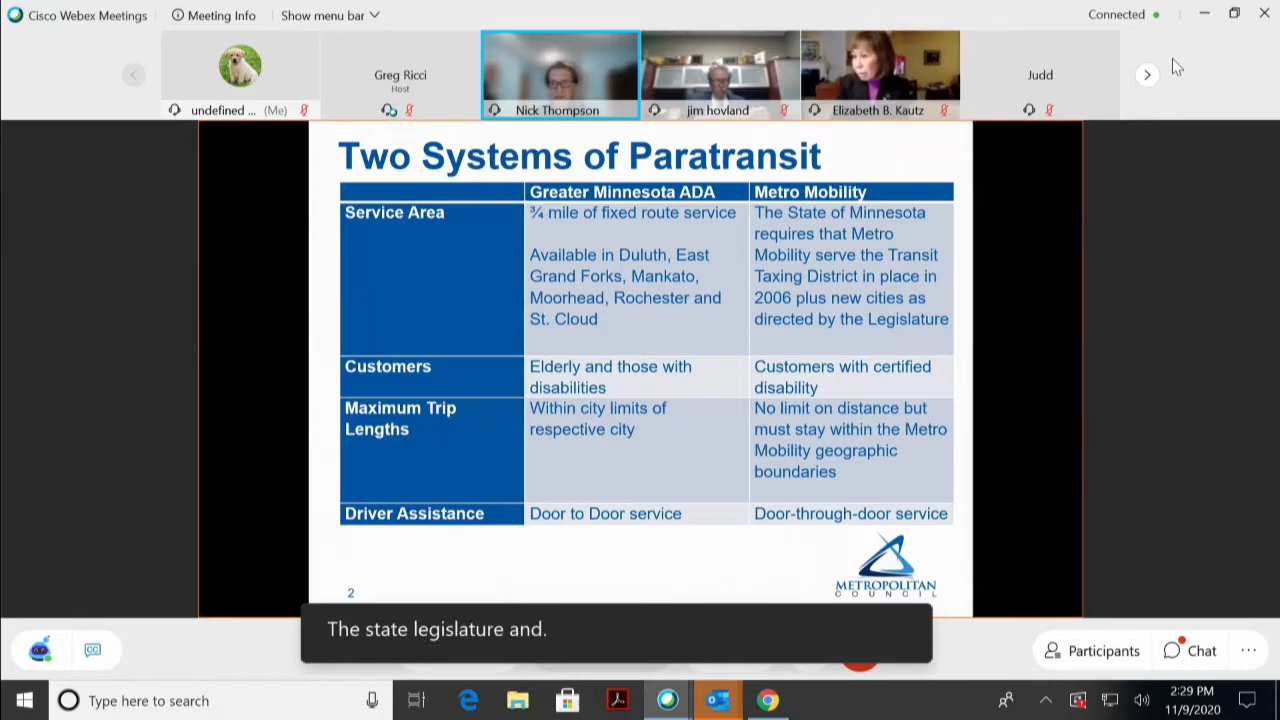 Cisco Webex Meetings
Meeting Info
Show menu bar
Connected
undefined ... (Me)
Greg Ricci
Host
Nick Thompson
jim hovland
Elizabeth B. Kautz
Judd
Two Systems of Paratransit
Greater Minnesota ADA
Metro Mobility
Service Area
¾ mile of fixed route service
Available in Duluth, East
Grand Forks, Mankato,
Moorhead, Rochester and
St. Cloud
The State of Minnesota
requires that Metro
Mobility serve the Transit
Taxing District in place in
2006 plus new cities as
directed by the Legislature
Customers
Elderly and those with
disabilities
Customers with certified
disability
Maximum Trip
Lengths
Within city limits of
respective city
No limit on distance but
must stay within the Metro
Mobility geographic
boundaries
Driver Assistance
Door to Door service
Door-through-door service
METROPOLITAN
COUNCIL
2
The state legislature and.
CC
Participants
Chat
Type here to search
2:29 PM
11/9/2020